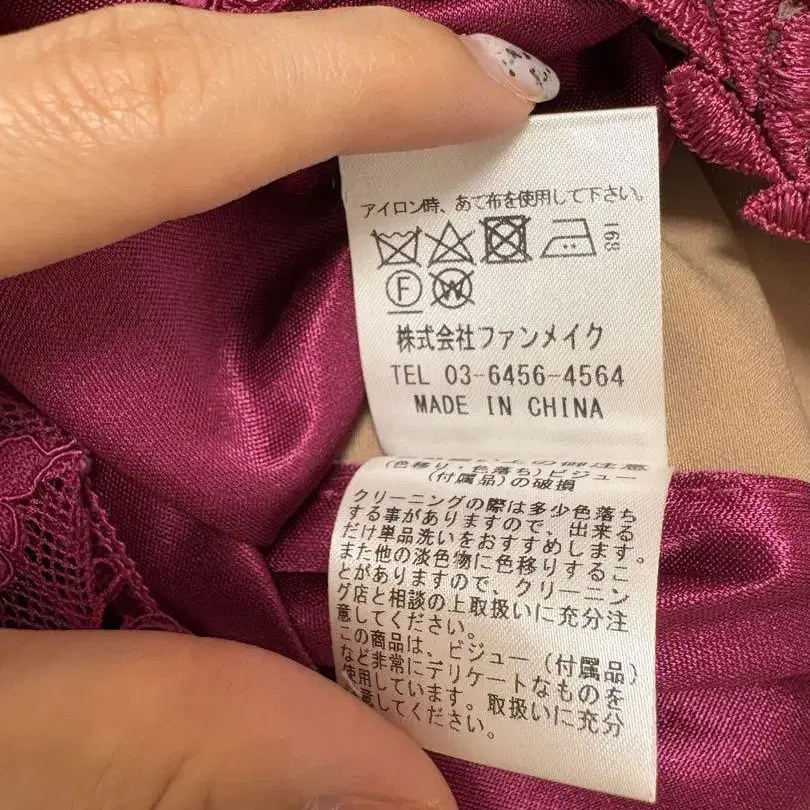 アイロン時、あて布を使用して下さい。
168
F
W
株式会社ファンメイク
TEL 03-6456-4564
MADE IN CHINA
い上の御注意
(色移り・色落ち)ビジュー
(付属品)の破損
クリーニングの際は多少色落ち
する事がありますので、出来る
だけ単品洗いをおすすめします。
また他の淡色物に色移りするこ
とがありますので、クリーニン
グ店と相談の上取扱いに充分注
意してください。
この商品は、ビジュー(付属品)
など非常にデリケートなものを
使用しています。取扱いに充分
注意してください。